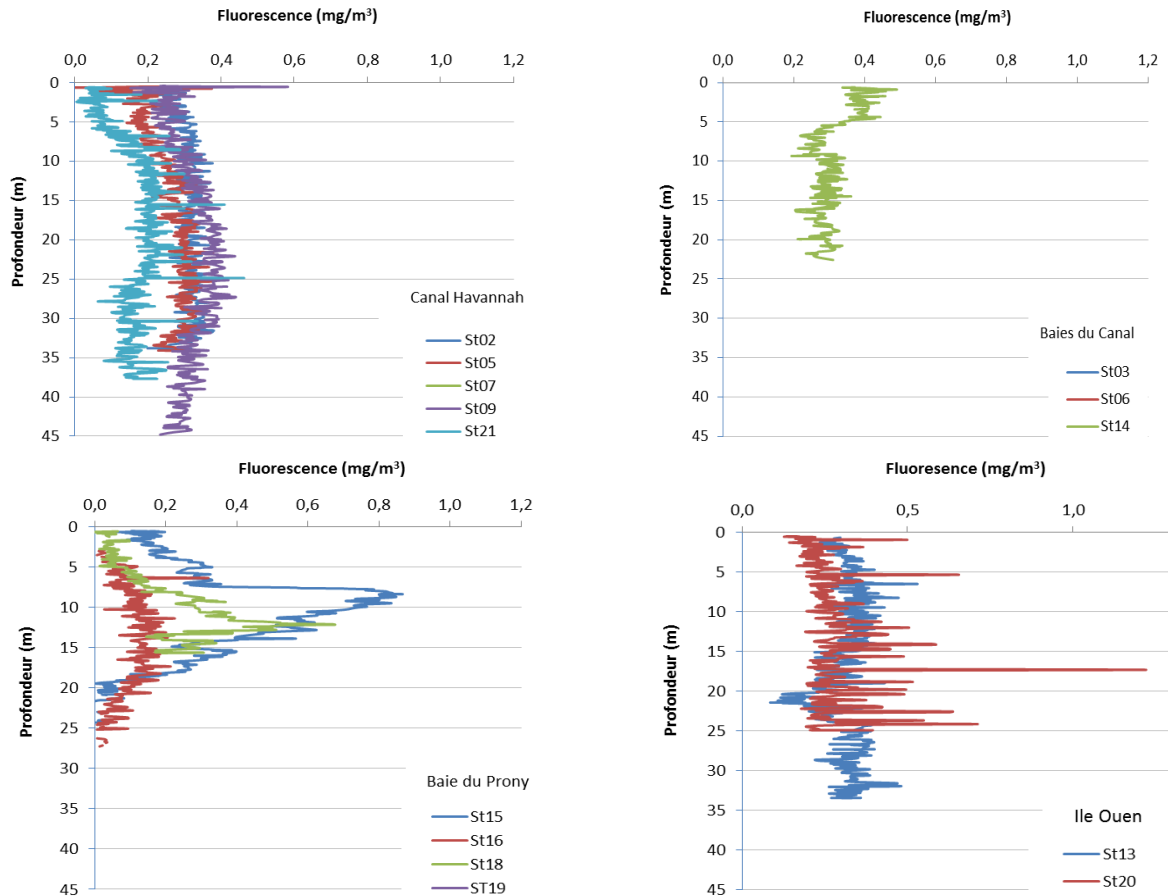 Fluorescence (mg/m³)
0,0 0,2 0,4 0,6 0,8 1,0 1,2
0
5
10
15
20
25
30
35
40
45
Profondeur (m)
Canal Havannah
St02
St05
St07
St09
St21
Fluorescence (mg/m³)
0,0 0,2 0,4 0,6 0,8 1,0 1,2
0
5
10
15
20
25
30
35
40
45
Profondeur (m)
Baies du Canal
St03
St06
St14
Fluorescence (mg/m³)
0,0 0,2 0,4 0,6 0,8 1,0 1,2
0
5
10
15
20
25
30
35
40
45
Profondeur (m)
Baie du Prony
St15
St16
St18
ST19
Fluorescence (mg/m³)
0,0 0,5 1,0
0
5
10
15
20
25
30
35
40
45
Profondeur (m)
Ile Ouen
St13
St20